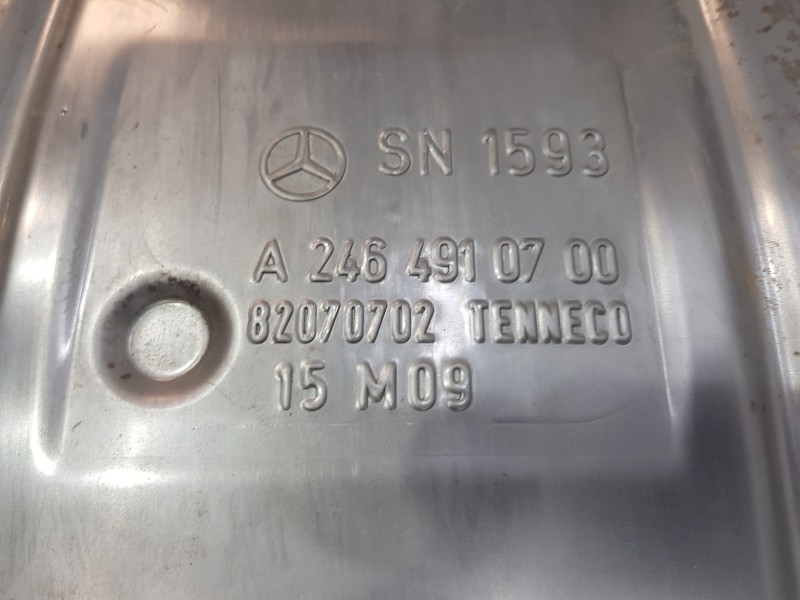 SN 1593
A 246 491 07 00
82070702 TENNECO
15 M09